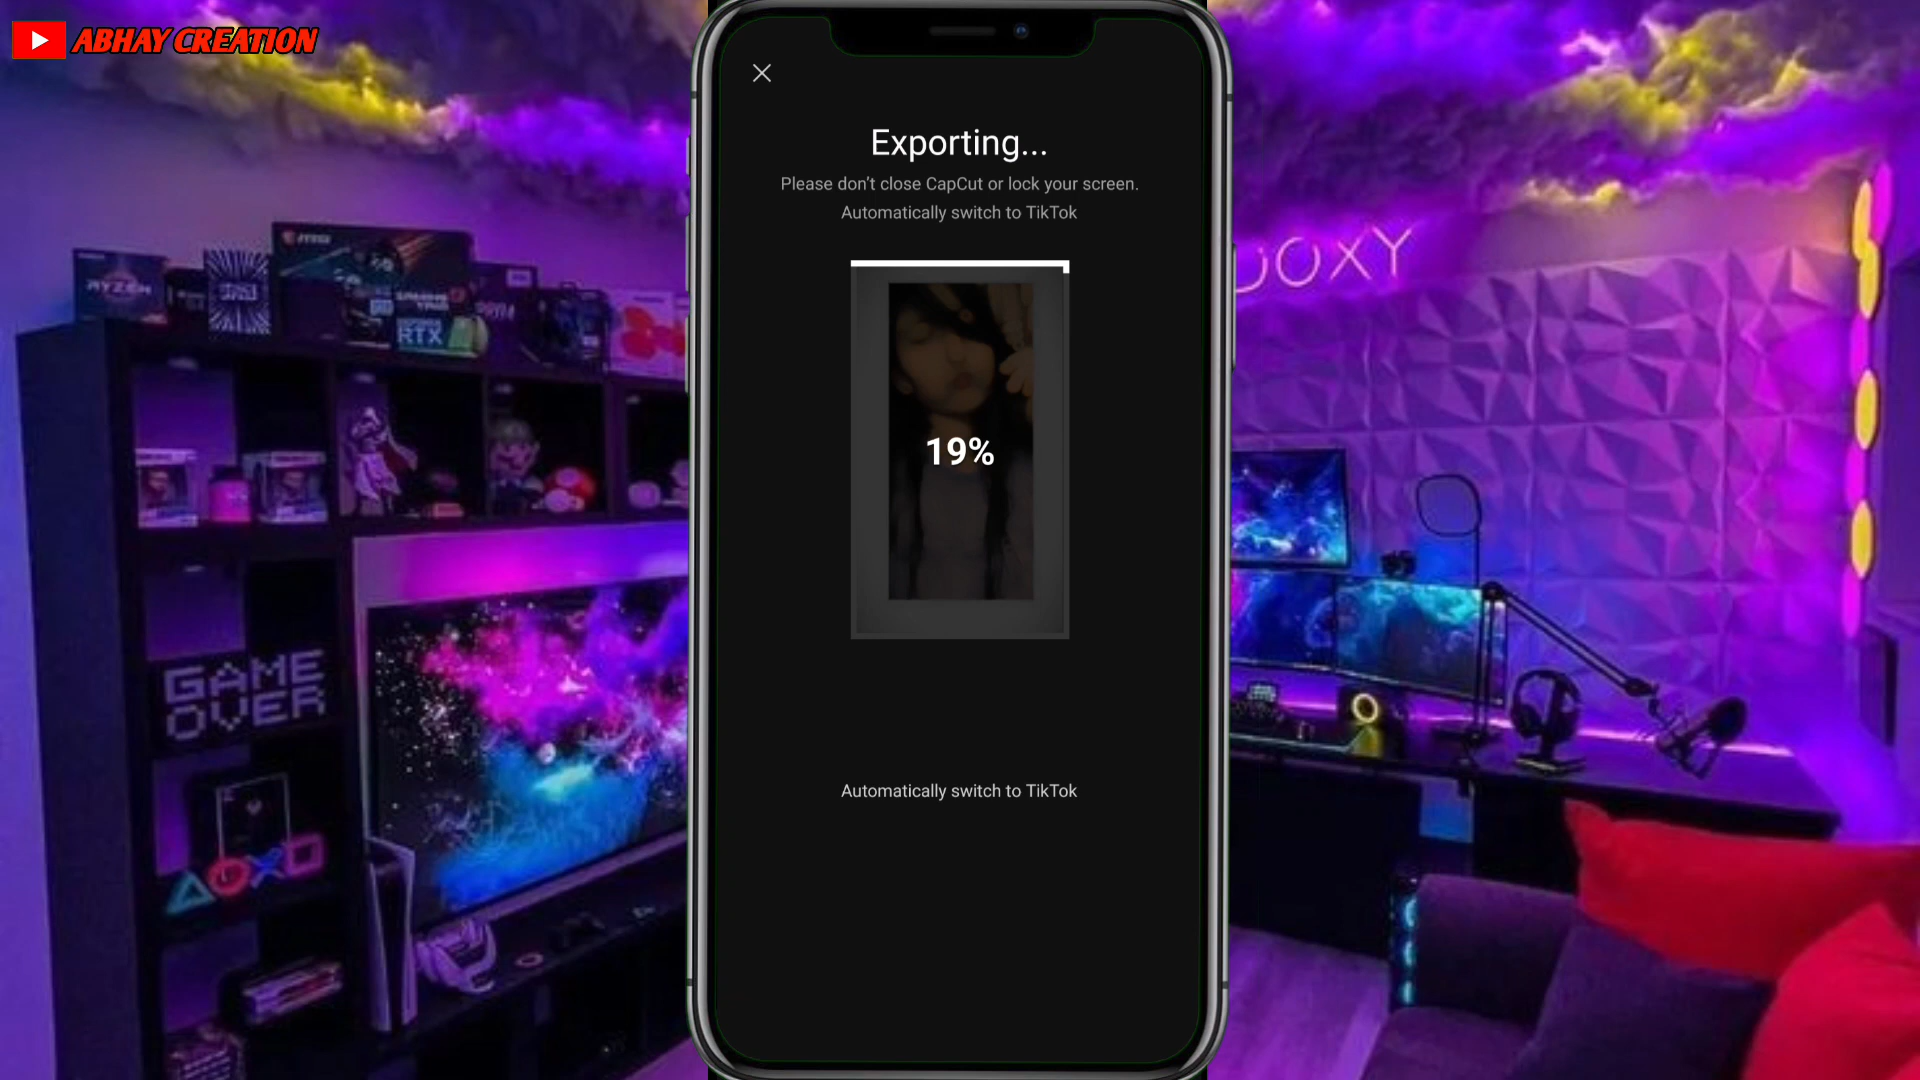 ABHAY CREATION
Exporting...
Please don't close CapCut or lock your screen.
Automatically switch to TikTok
19%
Automatically switch to TikTok
RYZEN
RTX
OOXY
GAME
OVER